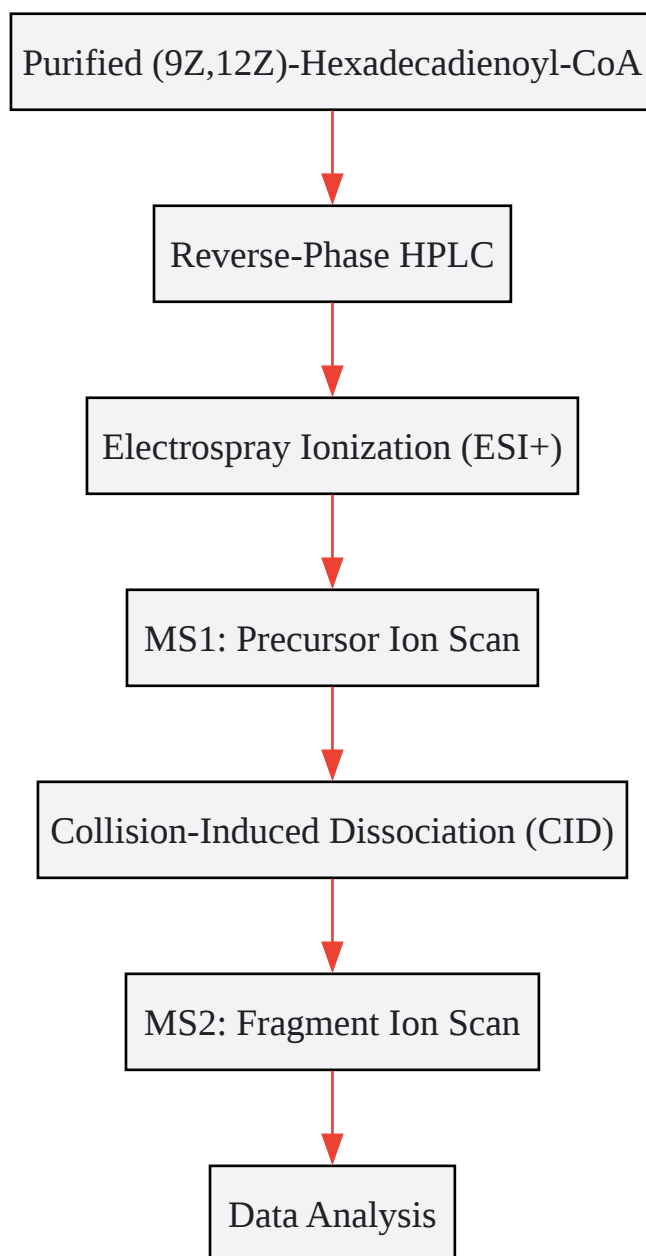 Purified (9Z,12Z)-Hexadecadienoyl-CoA
Reverse-Phase HPLC
Electrospray Ionization (ESI+)
MS1: Precursor Ion Scan
Collision-Induced Dissociation (CID)
MS2: Fragment Ion Scan
Data Analysis